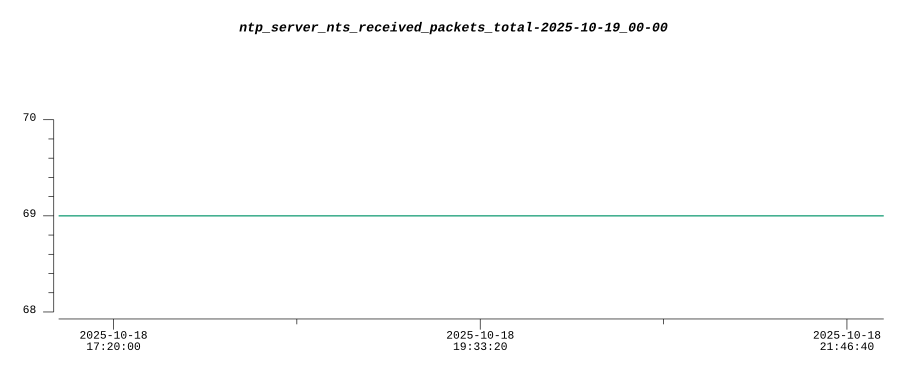 ntp_server_nts_received_packets_total-2025-10-19_00-00
70
69
68
2025-10-18 2025-10-18 2025-10-18
17:20:00 19:33:20 21:46:40